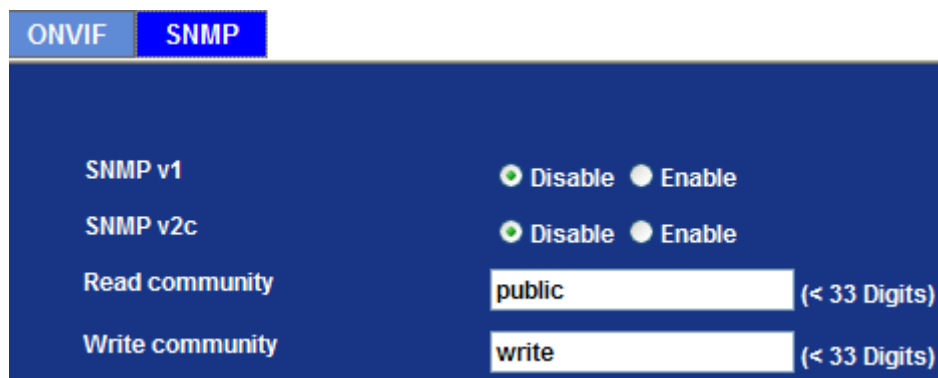 ONVIF SNMP
SNMP v1 Disable Enable
SNMP v2c Disable Enable
Read community public (< 33 Digits)
Write community write (< 33 Digits)